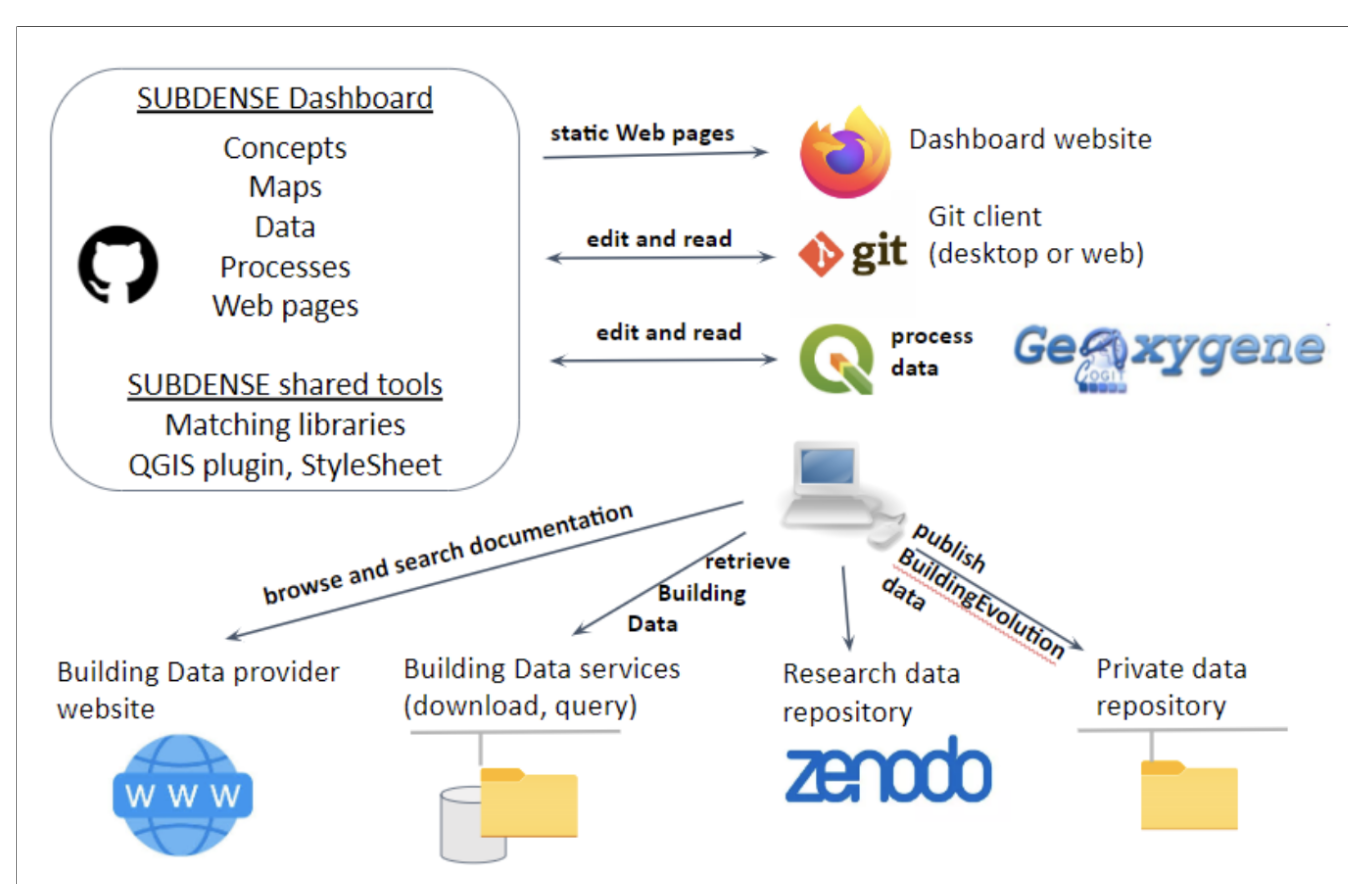 SUBDENSE Dashboard
Concepts
Maps
Data
Processes
Web pages
SUBDENSE shared tools
Matching libraries
QGIS plugin, StyleSheet
static Web pages
Dashboard website
edit and read
git
Git client
(desktop or web)
edit and read
process
data
GeOxygene
COGIT
browse and search documentation
retrieve
Building
Data
publish
BuildingEvolution
data
Building Data provider
website
WWW
Building Data services
(download, query)
Research data
repository
zenodo
Private data
repository